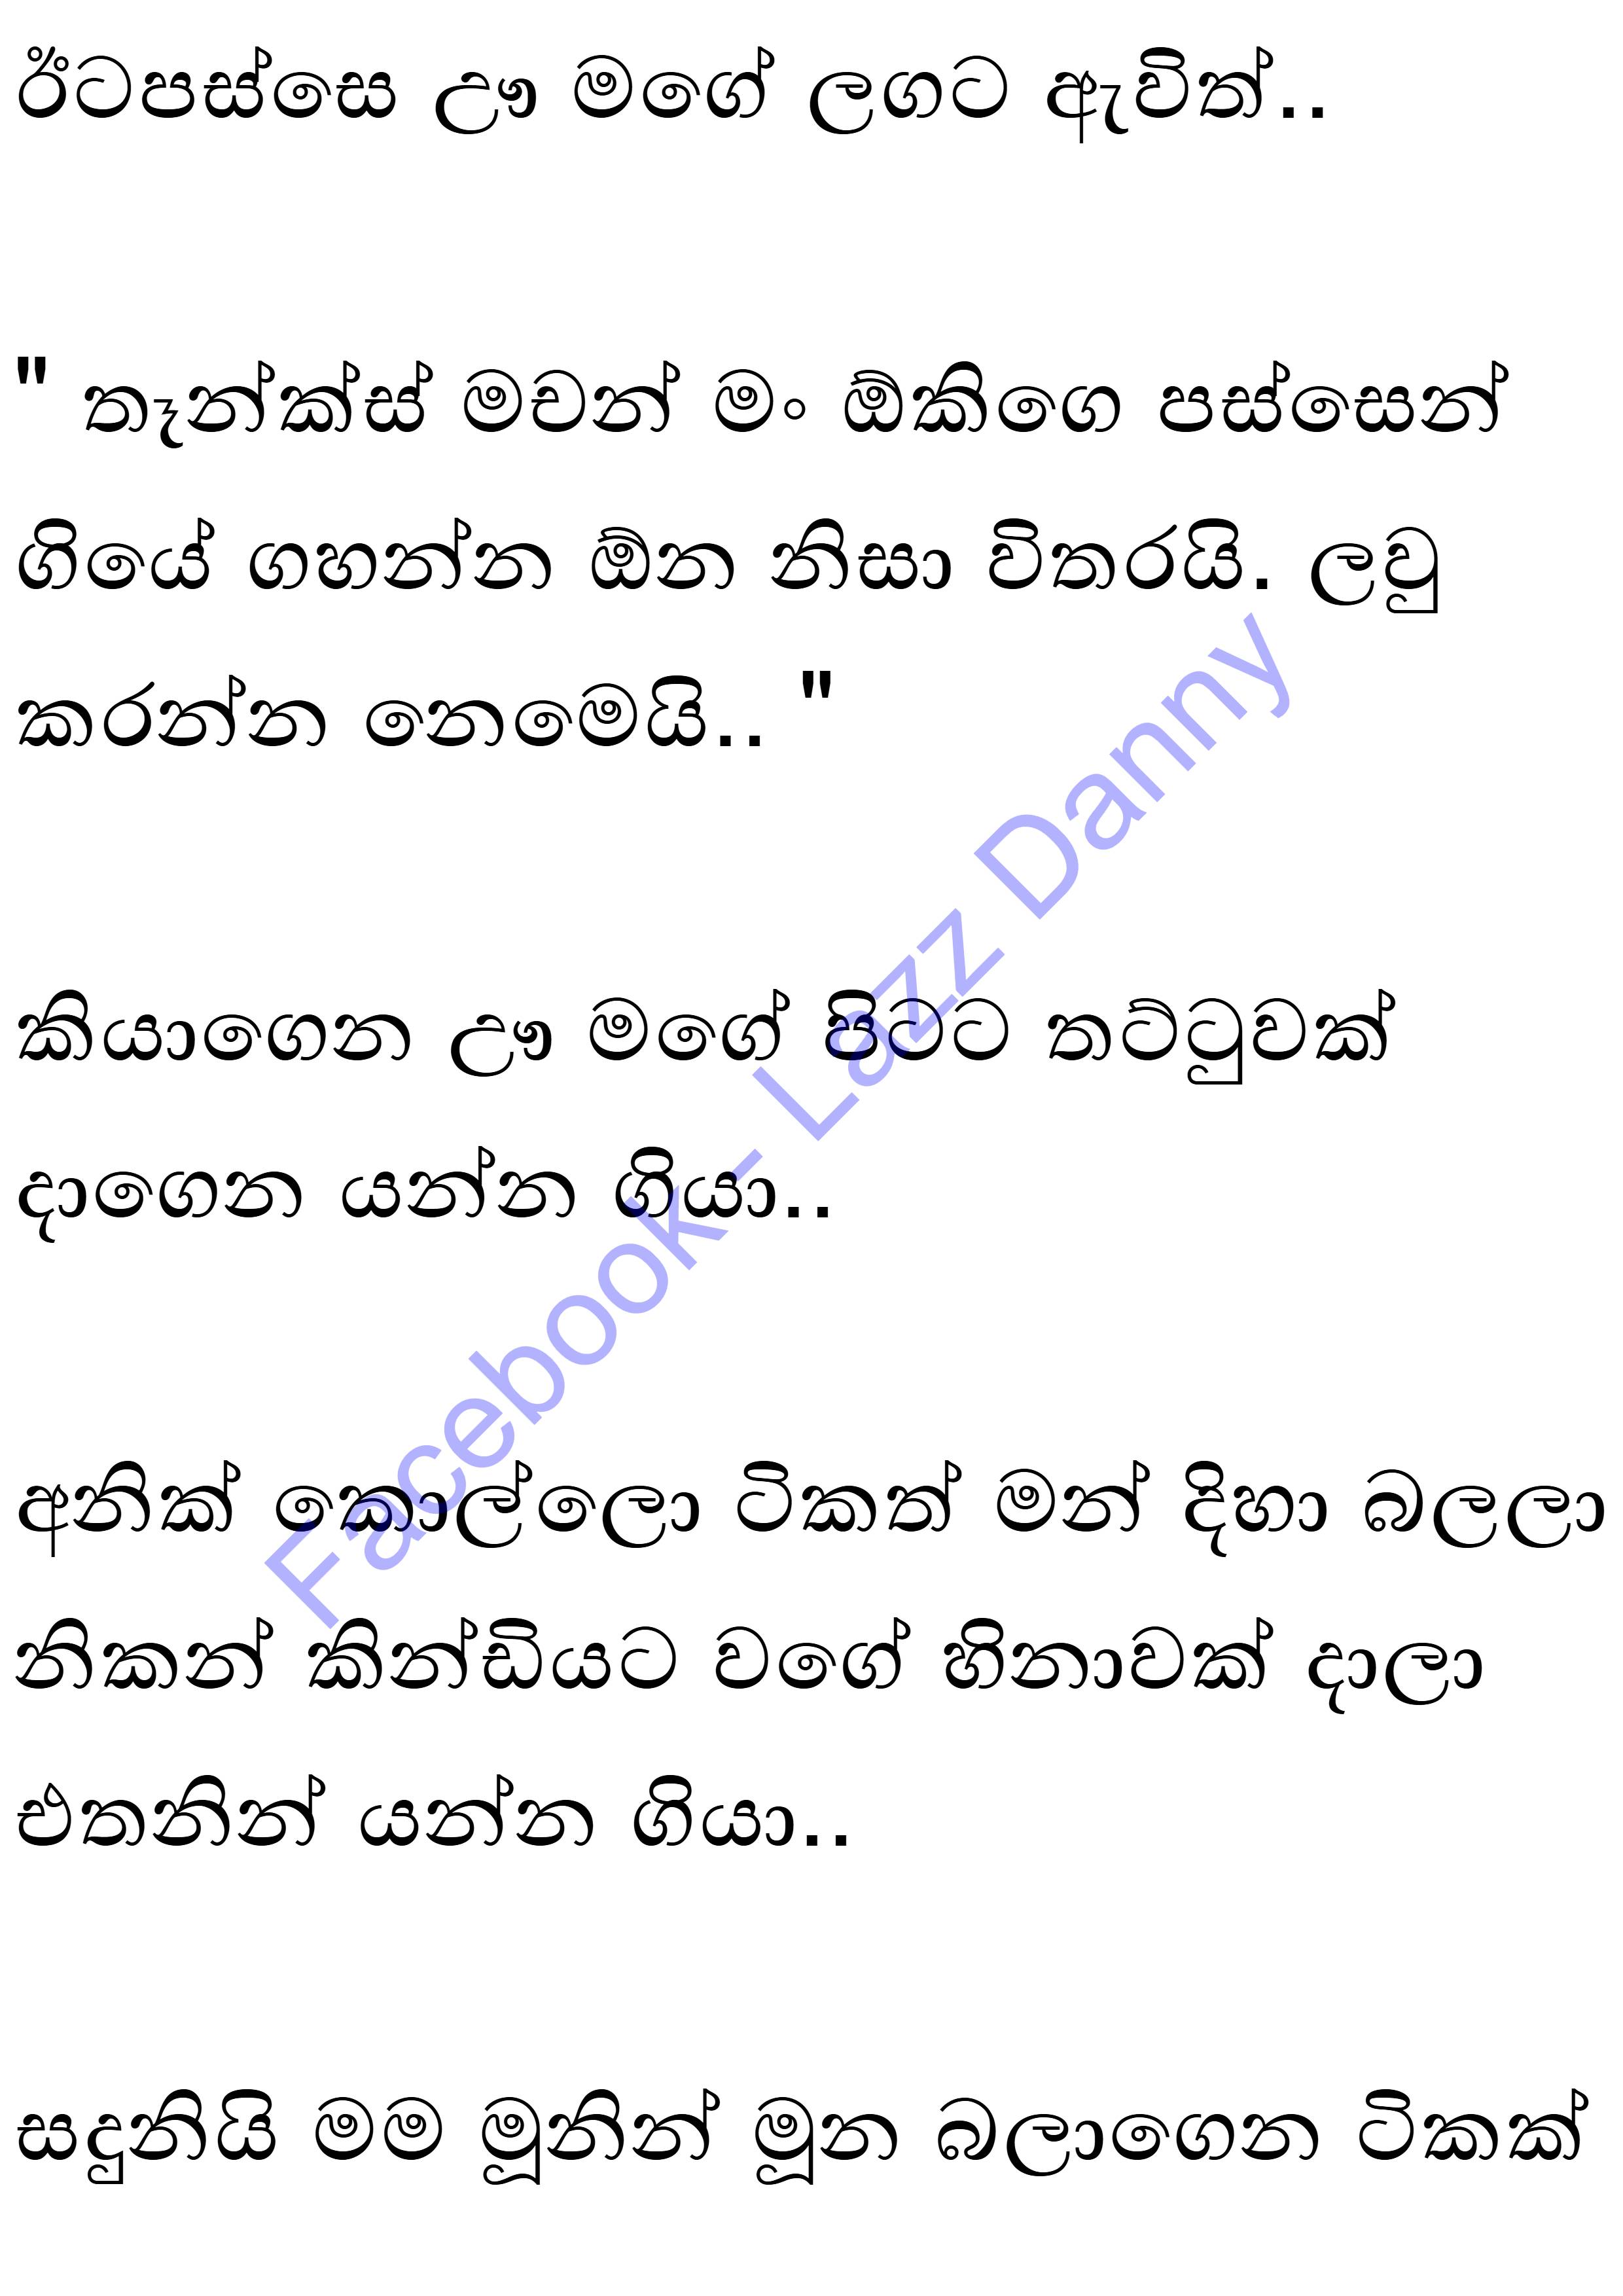 ඊටපස්සෙ ඌ මගේ ලගට ඇවිත්..
" තෑන්ක්ස් මචන් මං ඕකිගෙ පස්සෙන්
ගියේ ගහන්න ඕන නිසා විතරයි. ලවු
කරන්න නෙමෙයි.. "
කියාගෙන ඌ මගේ පිටට තට්ටුවක්
දාගෙන යන්න ගියා..
අනික් කොල්ලො ටිකත් මන් දිහා බලලා
නිකන් කින්ඩියට වගේ හිනාවක් දාලා
එතනින් යන්න ගියා..
සදුනියි මම මූනින් මූන බලාගෙන ටිකක්
Facebook- Lazz Danny